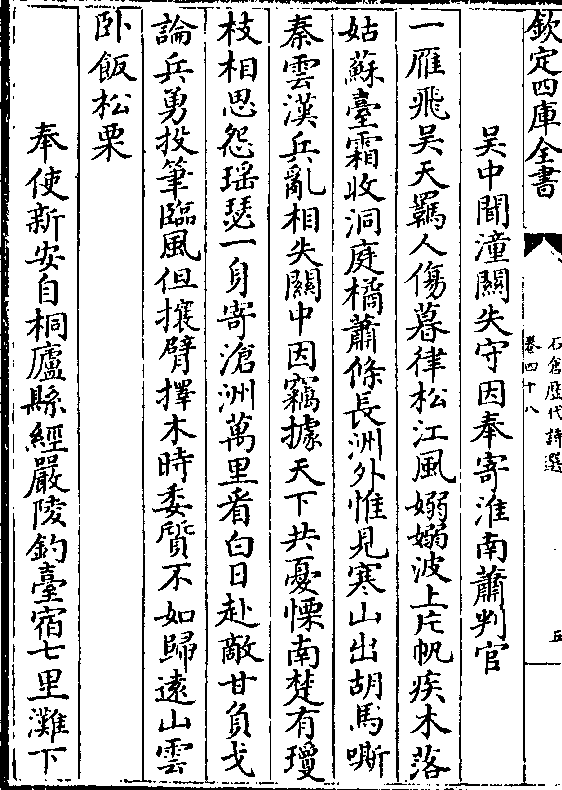 欽定四庫全書
石倉歷代詩選
卷四十八
五
吳中聞潼關失守因奉寄淮南蕭判官
一雁飛吳天羈人傷暮律松江風嫋嫋波上片帆疾木落
姑蘇臺霜收洞庭橘蕭條長洲外惟見寒山出胡馬嘶
秦雲漢兵亂相失關中因竊據天下共憂慄南楚有瓊
枝相思怨瑶瑟一身寄滄洲萬里看白日赴敵甘負戈
論兵勇投筆臨風但攘臂擇木時委質不如歸遠山雲
卧飯松栗
奉使新安自桐廬縣經嚴陵釣臺宿七里灘下